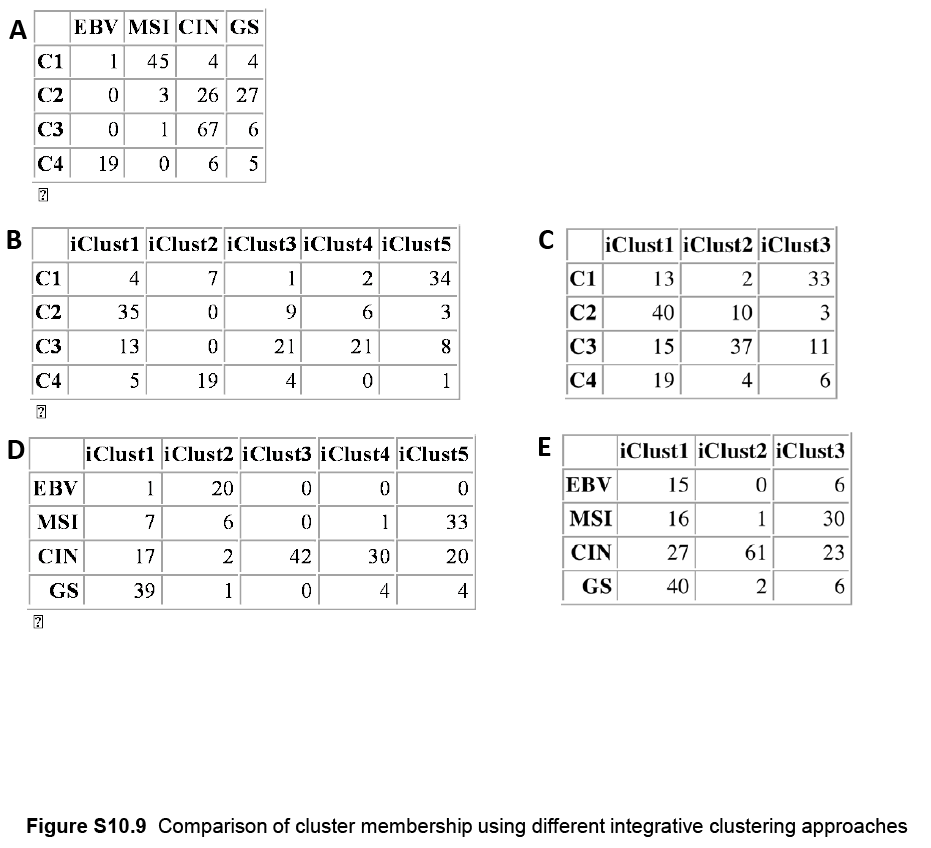 A
EBV MSI CIN GS
C1 1 45 4 4
C2 0 3 26 27
C3 0 1 67 6
C4 19 0 6 5
?
B
iClust1 iClust2 iClust3 iClust4 iClust5
C1 4 7 1 2 34
C2 35 0 9 6 3
C3 13 0 21 21 8
C4 5 19 4 0 1
?
C
iClust1 iClust2 iClust3
C1 13 2 33
C2 40 10 3
C3 15 37 11
C4 19 4 6
D
iClust1 iClust2 iClust3 iClust4 iClust5
EBV 1 20 0 0 0
MSI 7 6 0 1 33
CIN 17 2 42 30 20
GS 39 1 0 4 4
?
E
iClust1 iClust2 iClust3
EBV 15 0 6
MSI 16 1 30
CIN 27 61 23
GS 40 2 6
Figure S10.9 Comparison of cluster membership using different integrative clustering approaches